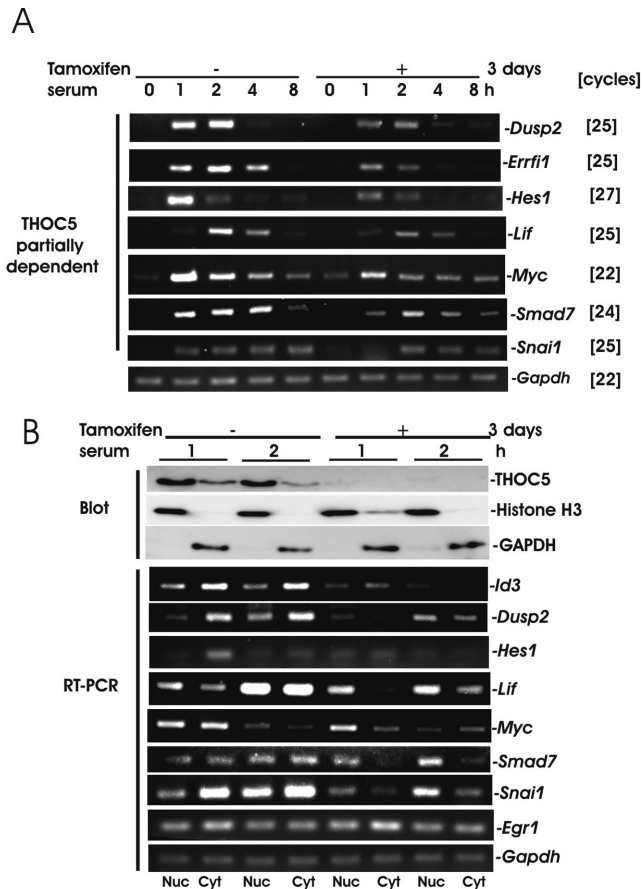 A
Tamoxifen - + 3 days [cycles]
serum 0 1 2 4 8 0 1 2 4 8 h
-Dusp2 [25]
-Errfi1 [25]
-Hes1 [27]
THOC5
partially
dependent
-Lif [25]
-Myc [22]
-Smad7 [24]
-Snai1 [25]
-Gapdh [22]
B
Tamoxifen - + 3 days
serum 1 2 1 2 h
-THOC5
Blot -Histone H3
-GAPDH
-Id3
-Dusp2
-Hes1
RT-PCR -Lif
-Myc
-Smad7
-Snai1
-Egr1
-Gapdh
Nuc Cyt Nuc Cyt Nuc Cyt Nuc Cyt